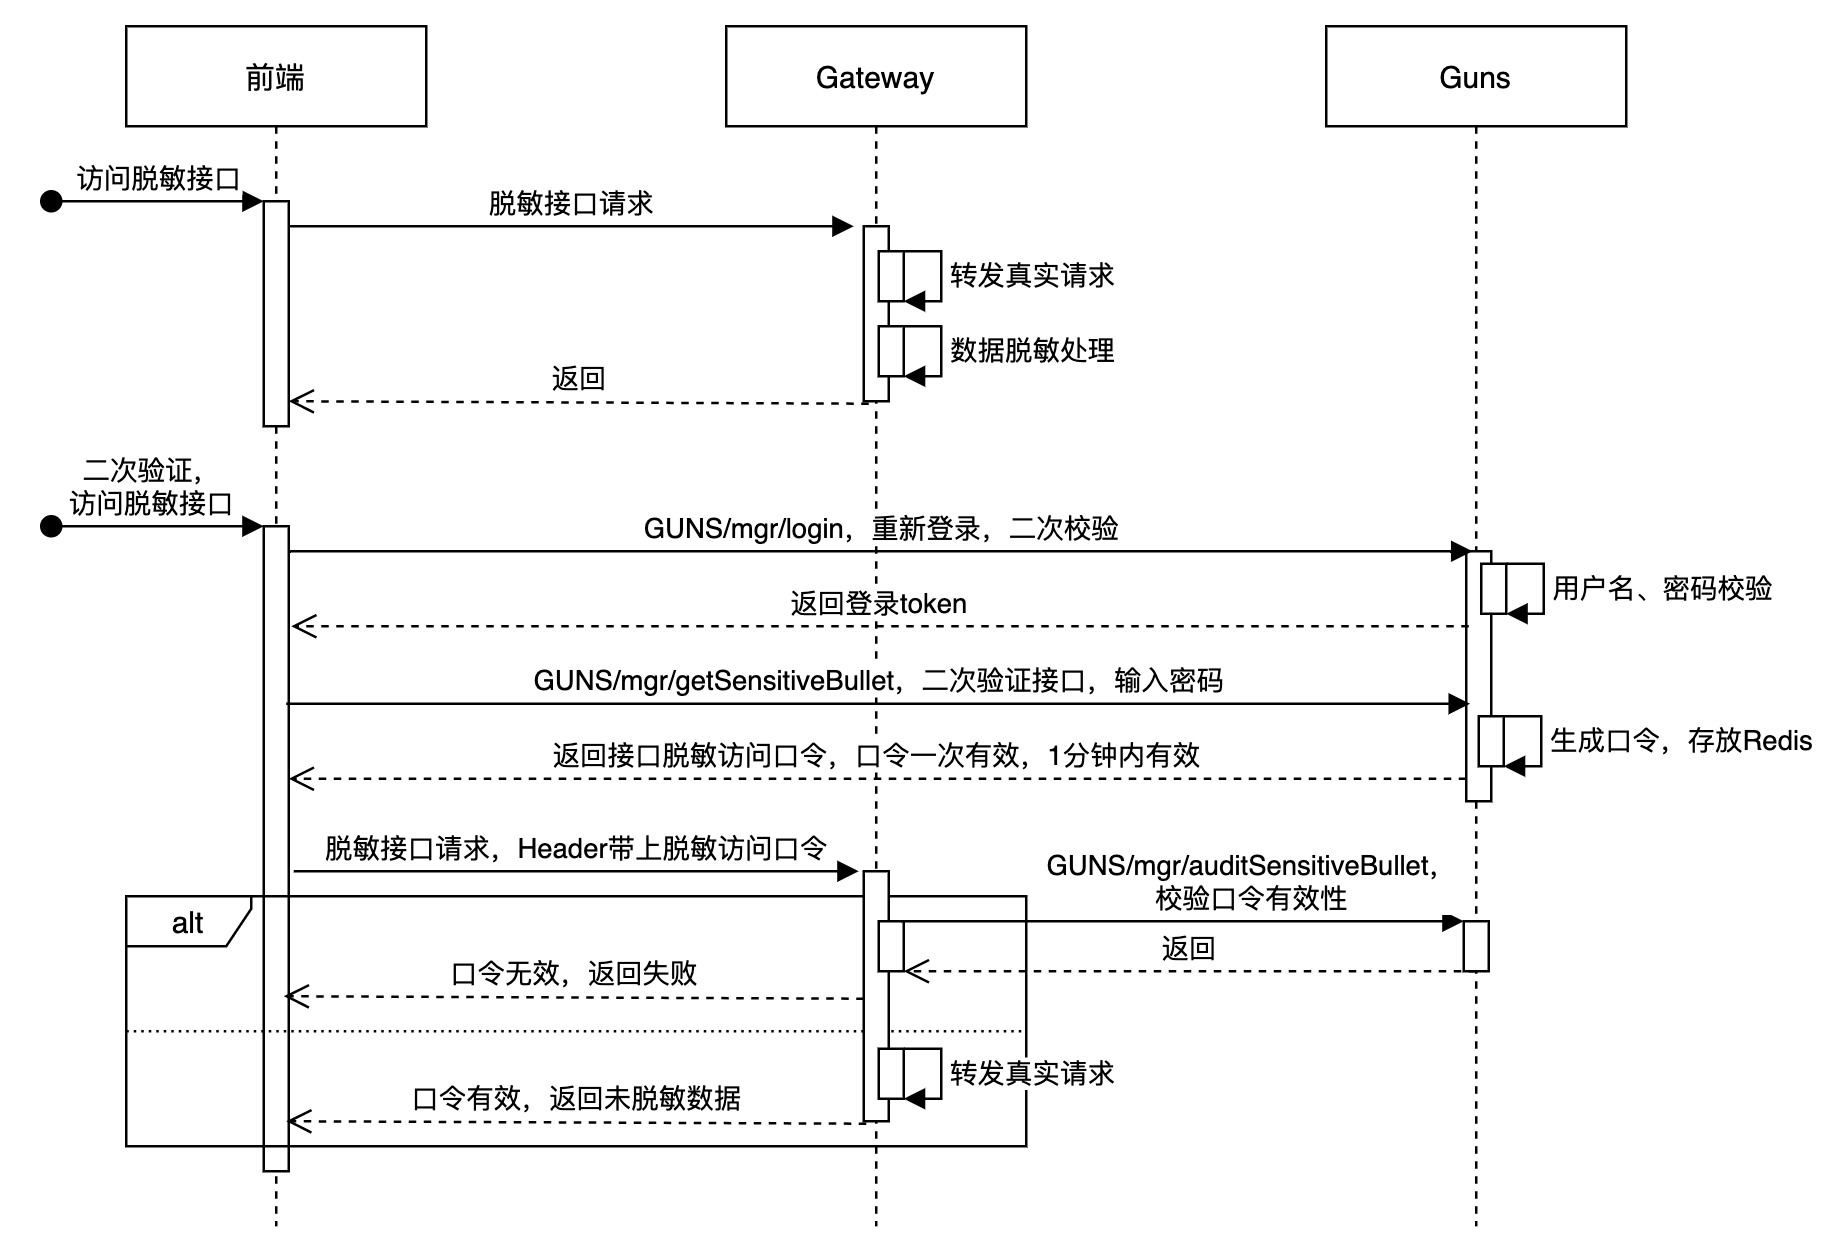 前端
Gateway
Guns
访问脱敏接口
脱敏接口请求
转发真实请求
数据脱敏处理
返回
二次验证，
访问脱敏接口
GUNS/mgr/login，重新登录，二次校验
用户名、密码校验
返回登录token
GUNS/mgr/getSensitiveBullet，二次验证接口，输入密码
生成口令，存放Redis
返回接口脱敏访问口令，口令一次有效，1分钟内有效
脱敏接口请求，Header带上脱敏访问口令
GUNS/mgr/auditSensitiveBullet，
校验口令有效性
alt
返回
口令无效，返回失败
转发真实请求
口令有效，返回未脱敏数据